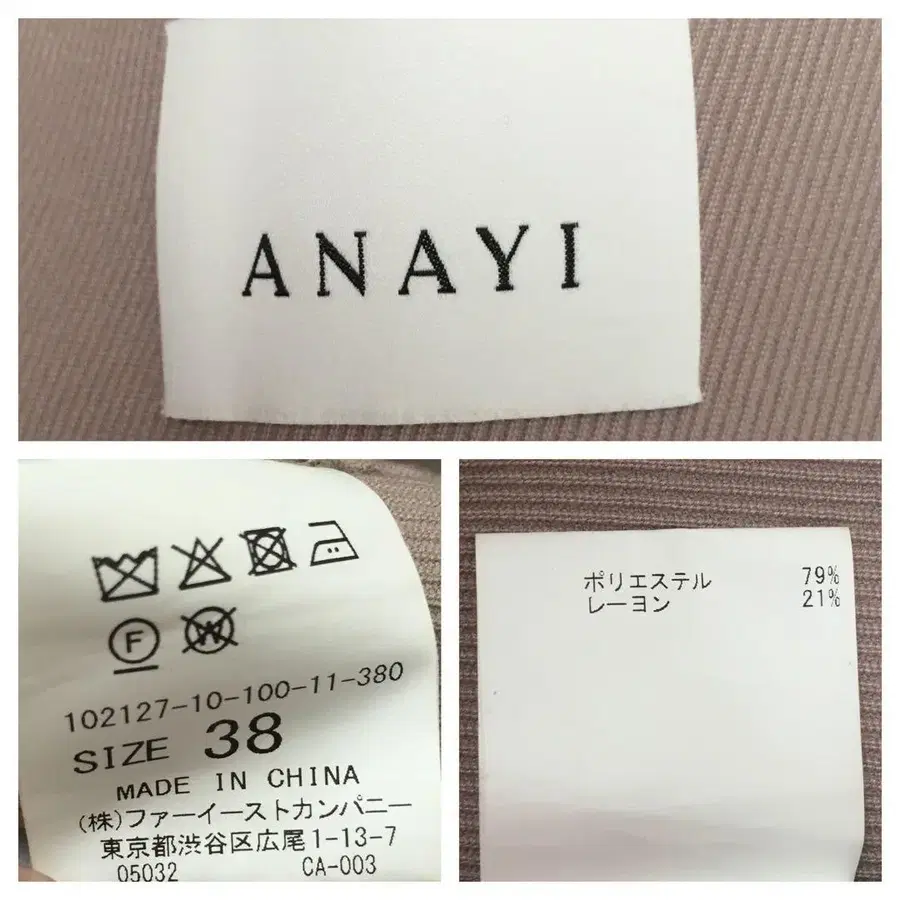 ANAYI
F
W
102127-10-100-11-380
SIZE 38
MADE IN CHINA
(株)ファーイーストカンパニー
東京都渋谷区広尾1-13-7
05032 CA-003
ポリエステル 79%
レーヨン 21%